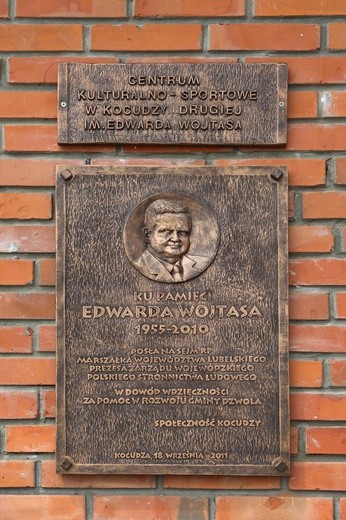 CENTRUM
KULTURALNO-SPORTOWE
W KOCUDZY DRUGIEJ
IM.EDWARDA WOJTASA
KU PAMIĘCI
EDWARDA WOJTASA
1955-2010
POSŁA NA SEJM RP
MARSZAŁKA WOJEWÓDZTWA LUBELSKIEGO
PREZESA ZARZĄDU WOJEWÓDZKIEGO
POLSKIEGO STRONNICTWA LUDOWEGO
W DOWÓD WDZIĘCZNOŚCI
ZA POMOC W ROZWOJU GMINY DZWOLA
SPOŁECZNOŚĆ KOCUDZY
KOCUDZA, 18 WRZEŚNIA, 2011